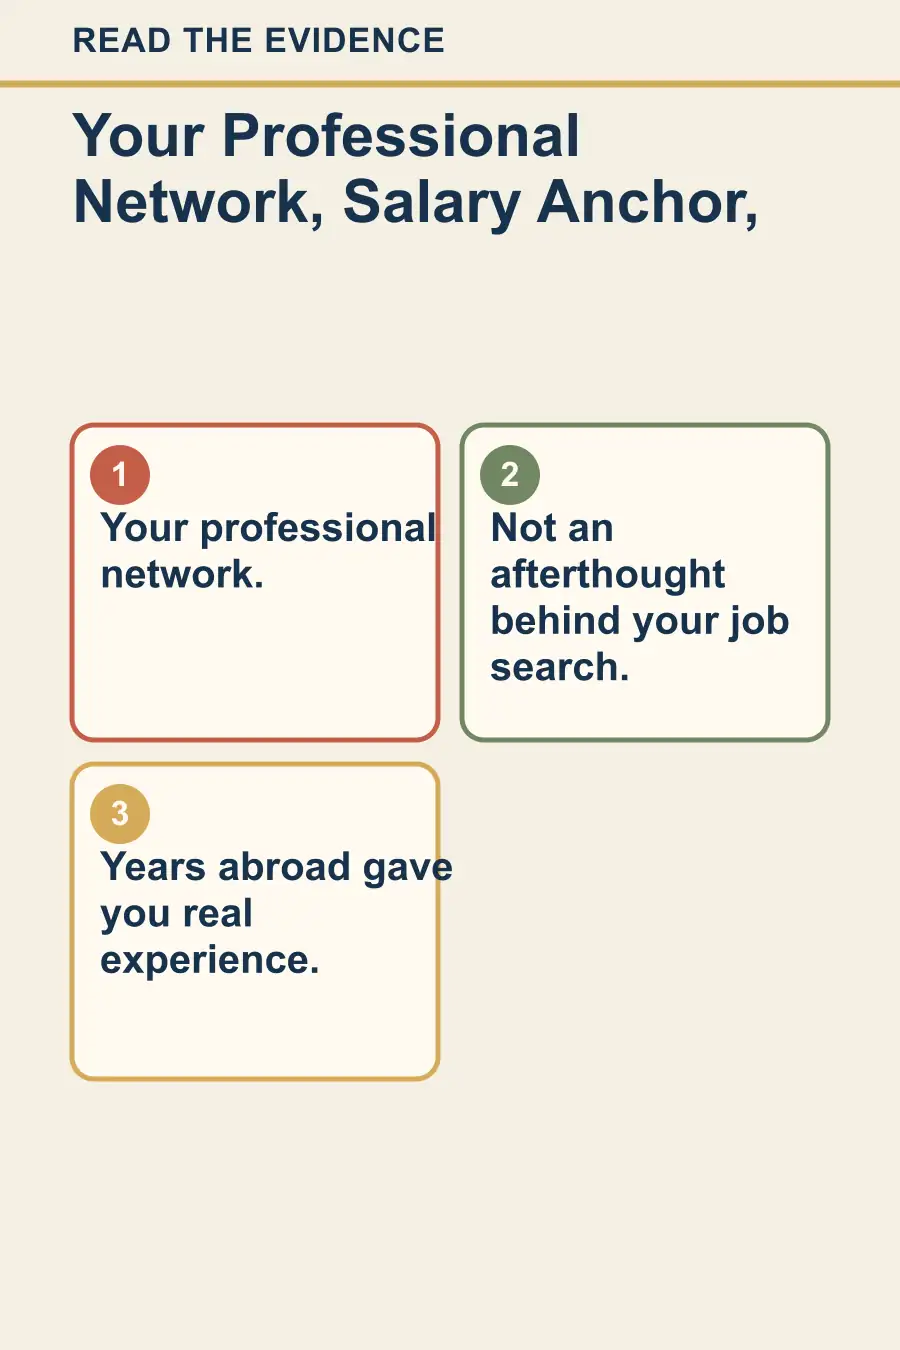 READ THE EVIDENCE
Your Professional
Network, Salary Anchor,
1
Your professional
network.
2
Not an
afterthought
behind your job
search.
3
Years abroad gave
you real
experience.